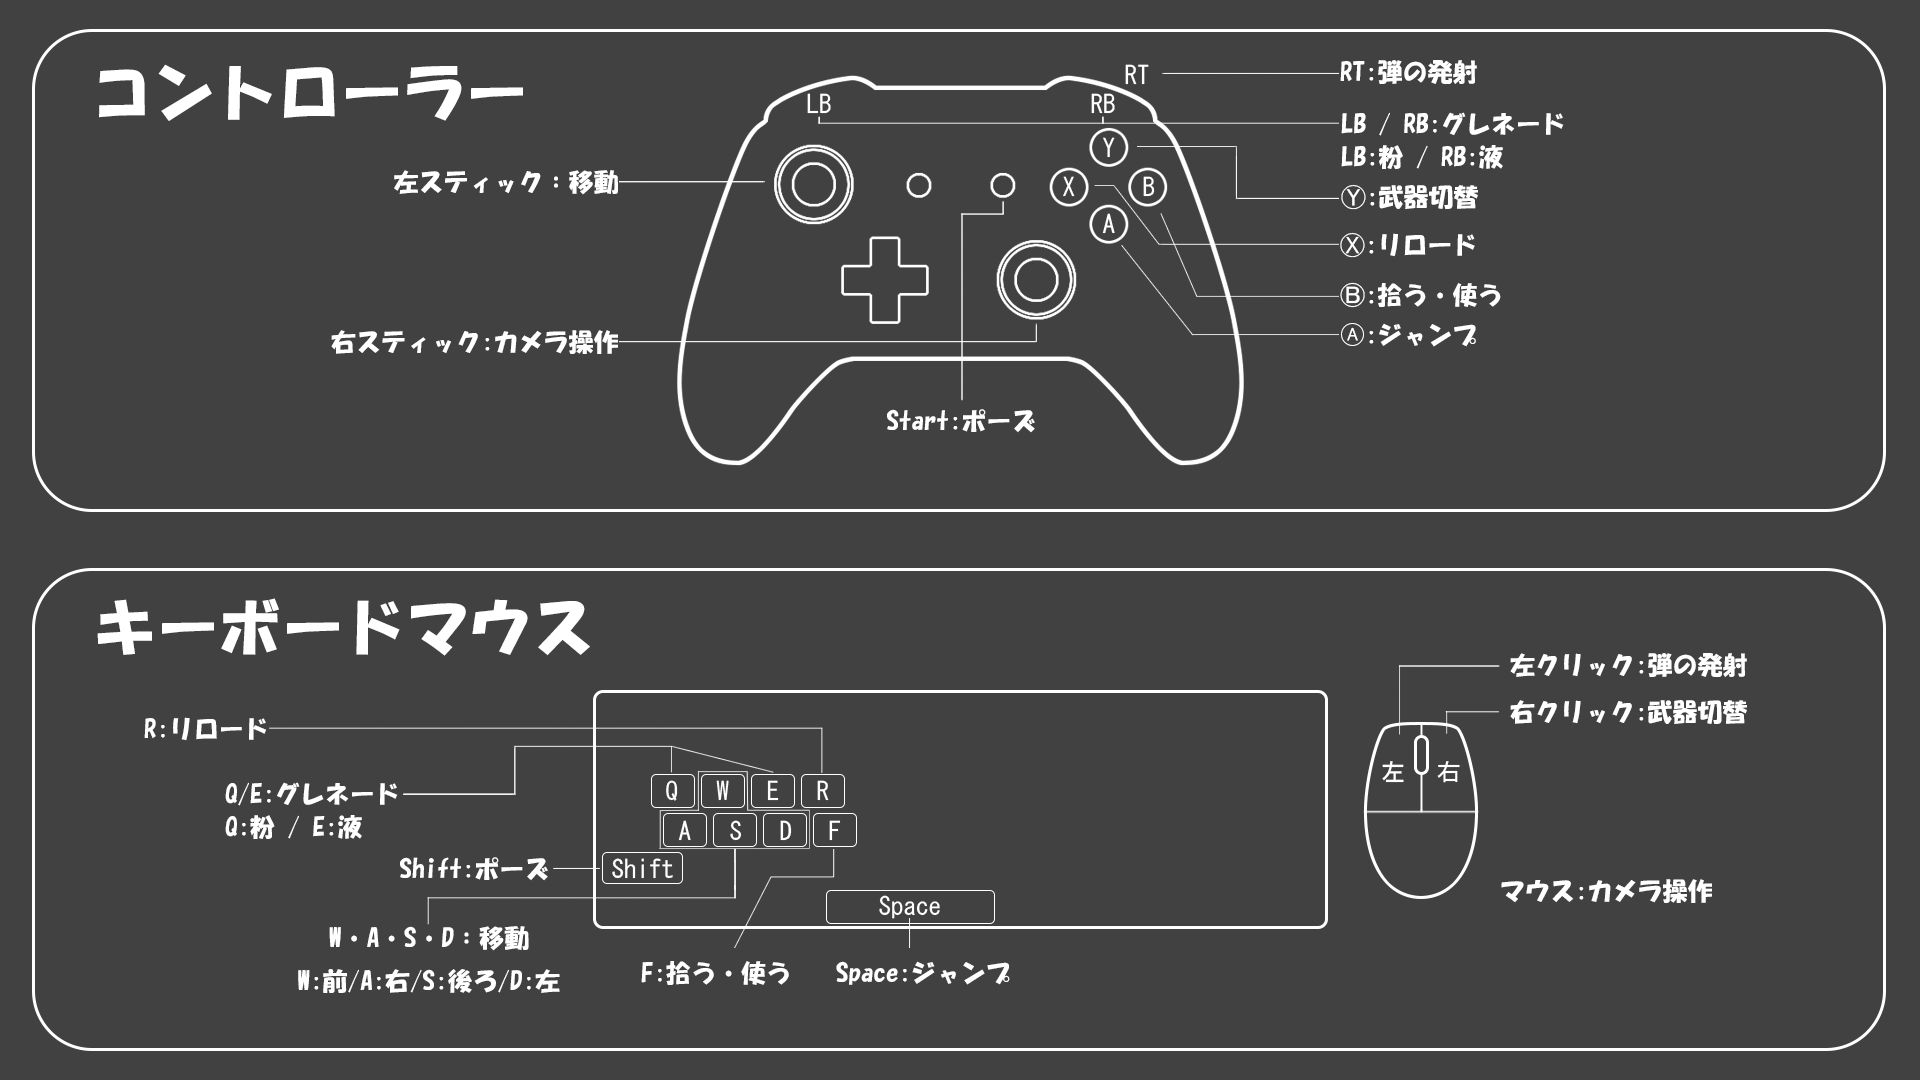 コントローラー
LB
RB
RT
Y
X
B
A
左スティック：移動
右スティック:カメラ操作
Start:ポーズ
RT:弾の発射
LB / RB:グレネード
LB:粉 / RB:液
Ⓨ:武器切替
Ⓧ:リロード
Ⓑ:拾う・使う
Ⓐ:ジャンプ
キーボードマウス
R:リロード
Q/E:グレネード
Q:粉 / E:液
Shift:ポーズ
W・A・S・D：移動
W:前/A:右/S:後ろ/D:左
Q W E R
A S D F
Shift
Space
F:拾う・使う
Space:ジャンプ
左クリック:弾の発射
右クリック:武器切替
左 右
マウス:カメラ操作